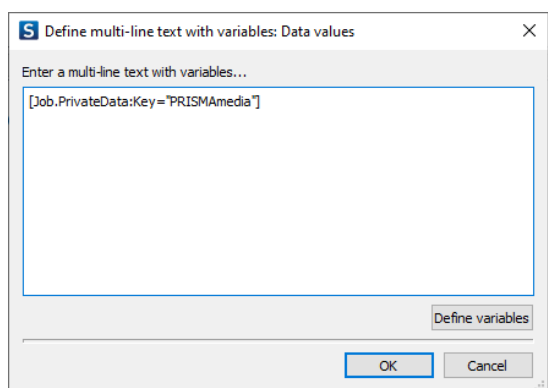 S Define multi-line text with variables: Data values
Enter a multi-line text with variables...
[Job.PrivateData:Key="PRISMAmedia"]
Define variables
OK Cancel